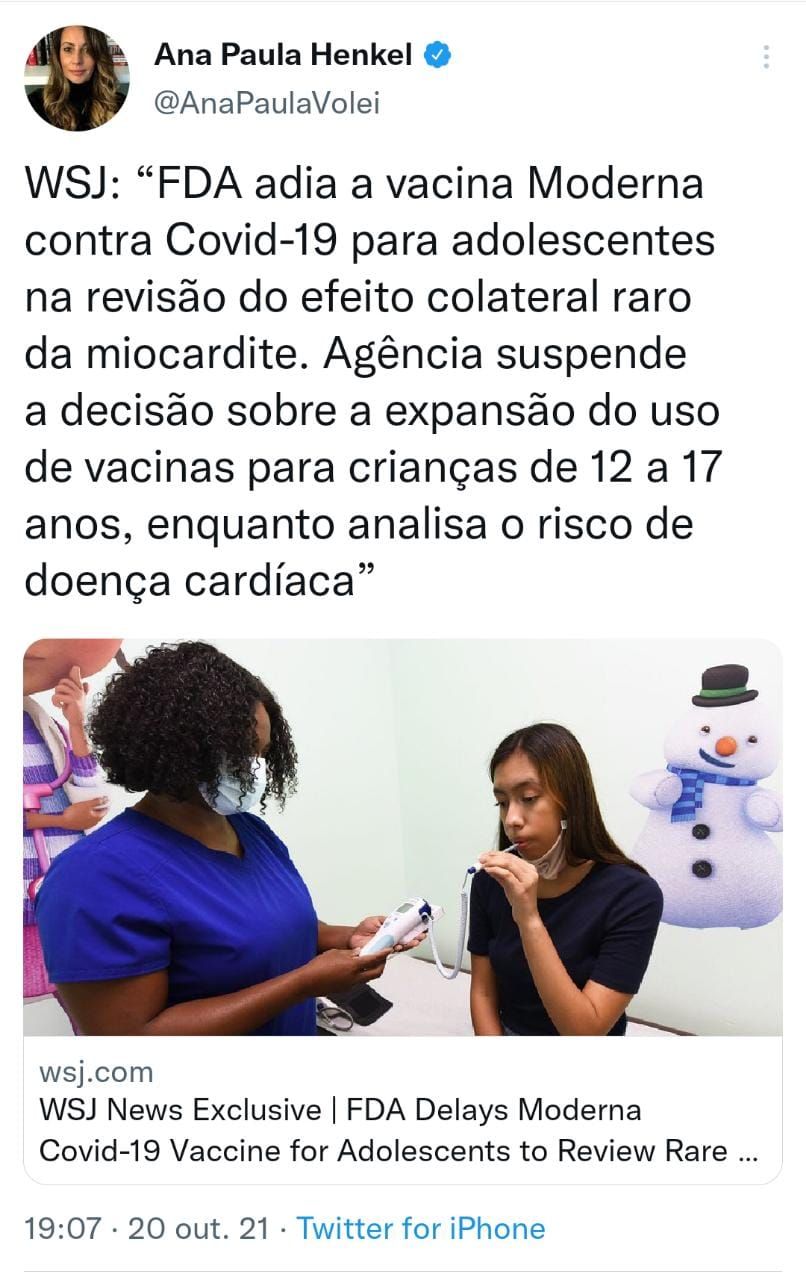 Ana Paula Henkel
@AnaPaulaVolei
WSJ: “FDA adia a vacina Moderna
contra Covid-19 para adolescentes
na revisão do efeito colateral raro
da miocardite. Agência suspende
a decisão sobre a expansão do uso
de vacinas para crianças de 12 a 17
anos, enquanto analisa o risco de
doença cardíaca”
wsj.com
WSJ News Exclusive | FDA Delays Moderna
Covid-19 Vaccine for Adolescents to Review Rare ...
19:07 · 20 out. 21 · Twitter for iPhone